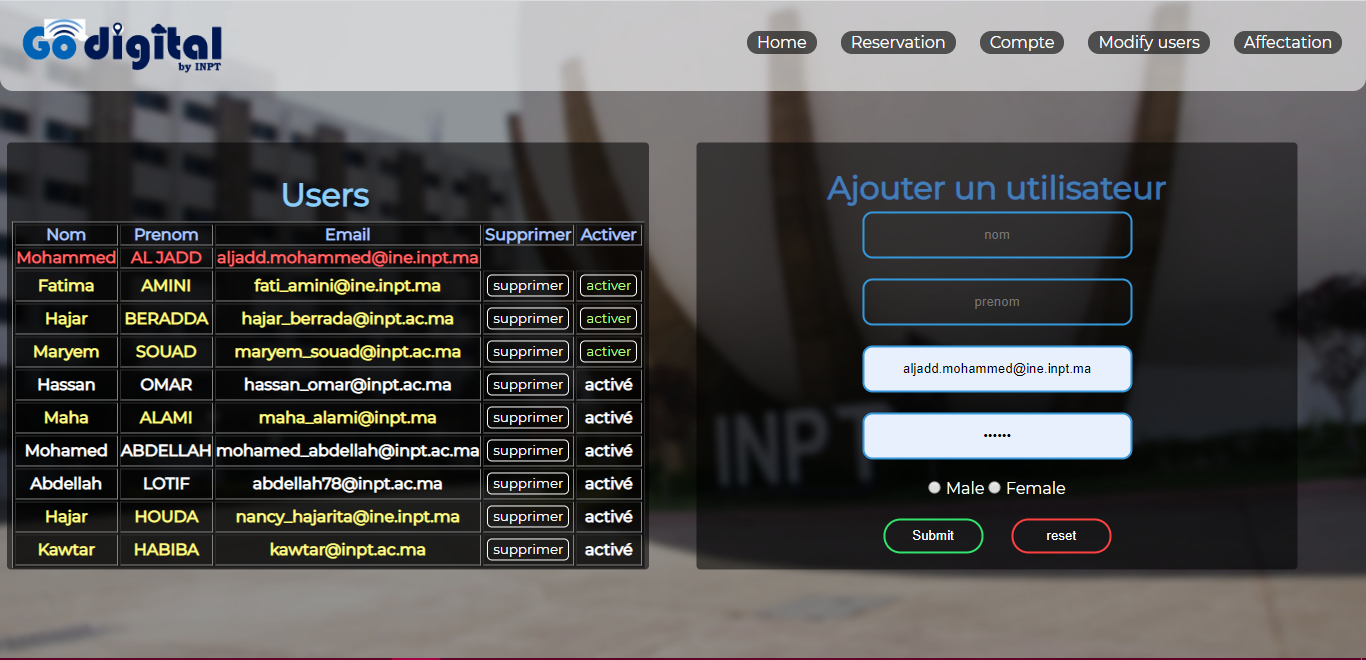 Go digital
by INPT
Home Reservation Compte Modify users Affectation
Users
Nom Prenom Email Supprimer Activer
Mohammed AL JADD aljadd.mohammed@ine.inpt.ma
Fatima AMINI fati_amini@ine.inpt.ma supprimer activer
Hajar BERADDA hajar_berrada@inpt.ac.ma supprimer activer
Maryem SOUAD maryem_souad@inpt.ac.ma supprimer activer
Hassan OMAR hassan_omar@inpt.ac.ma supprimer activé
Maha ALAMI maha_alami@inpt.ma supprimer activé
Mohamed ABDELLAH mohamed_abdellah@inpt.ac.ma supprimer activé
Abdellah LOTIF abdellah78@inpt.ac.ma supprimer activé
Hajar HOUDA nancy_hajarita@ine.inpt.ma supprimer activé
Kawtar HABIBA kawtar@inpt.ac.ma supprimer activé
Ajouter un utilisateur
nom
prenom
aljadd.mohammed@ine.inpt.ma
••••••
Male Female
Submit reset
INPT